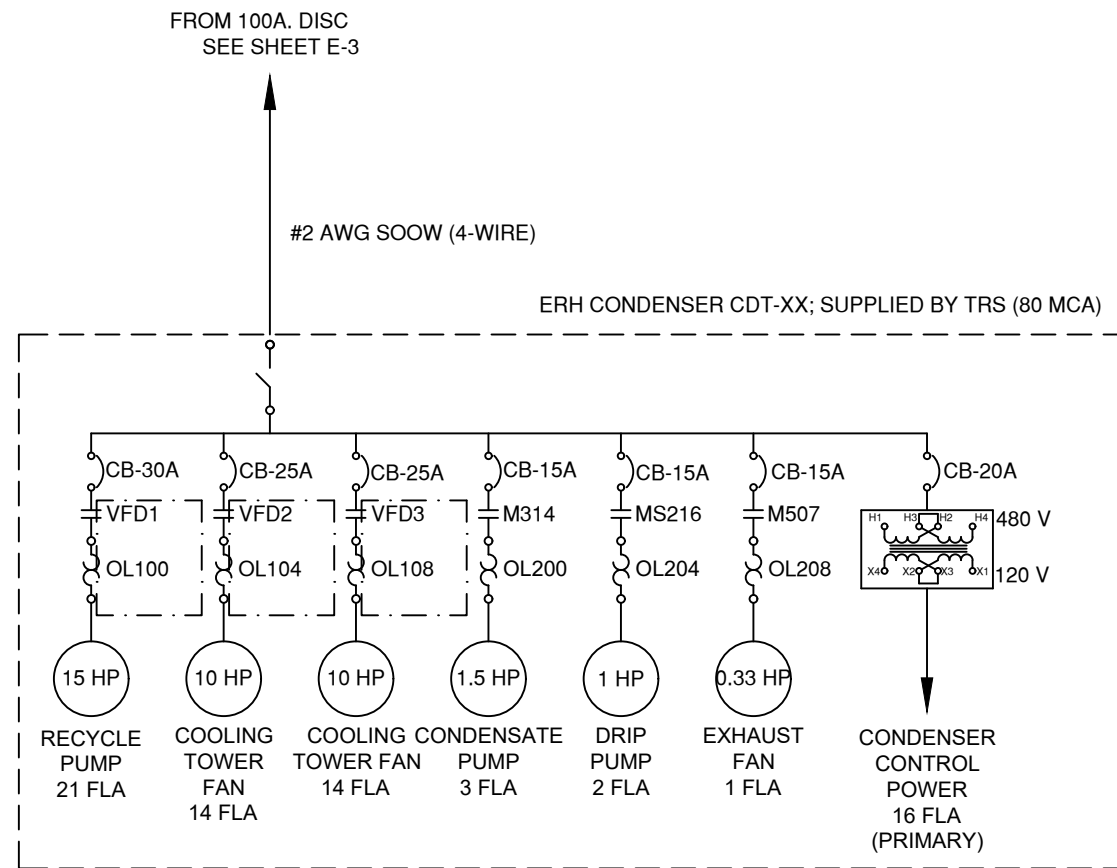 FROM 100A. DISC
SEE SHEET E-3
#2 AWG SOOW (4-WIRE)
ERH CONDENSER CDT-XX; SUPPLIED BY TRS (80 MCA)
CB-30A
CB-25A
CB-25A
CB-15A
CB-15A
CB-15A
CB-20A
VFD1
VFD2
VFD3
M314
MS216
M507
H1
H3
H2
H4
480 V
OL100
OL104
OL108
OL200
OL204
OL208
X4
X2
X3
X1
120 V
15 HP
10 HP
10 HP
1.5 HP
1 HP
0.33 HP
RECYCLE
PUMP
21 FLA
COOLING
TOWER
FAN
14 FLA
COOLING
TOWER FAN
14 FLA
CONDENSATE
PUMP
3 FLA
DRIP
PUMP
2 FLA
EXHAUST
FAN
1 FLA
CONDENSER
CONTROL
POWER
16 FLA
(PRIMARY)